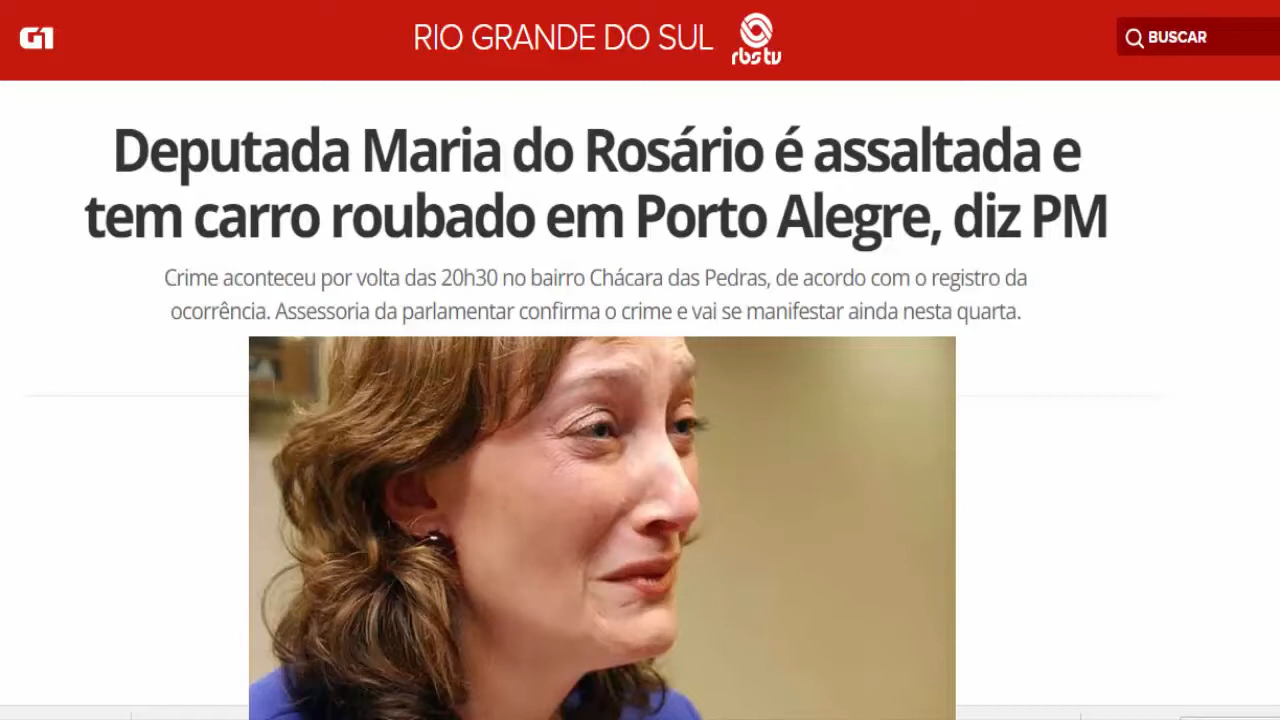 G1
RIO GRANDE DO SUL
rbs tv
BUSCAR
Deputada Maria do Rosário é assaltada e
tem carro roubado em Porto Alegre, diz PM
Crime aconteceu por volta das 20h30 no bairro Chácara das Pedras, de acordo com o registro da
ocorrência. Assessoria da parlamentar confirma o crime e vai se manifestar ainda nesta quarta.